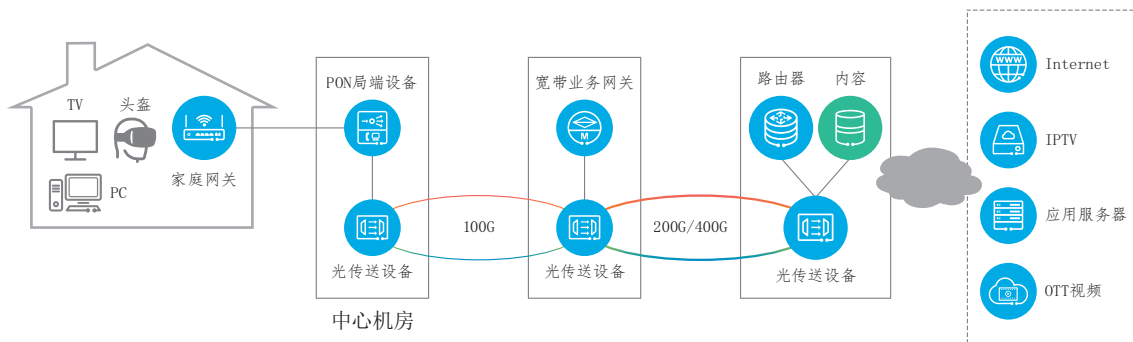 TV
头盔
PC
家庭网关
PON局端设备
光传送设备
中心机房
100G
宽带业务网关
M
光传送设备
200G/400G
路由器
内容
光传送设备
WWW
Internet
IPTV
应用服务器
OTT视频